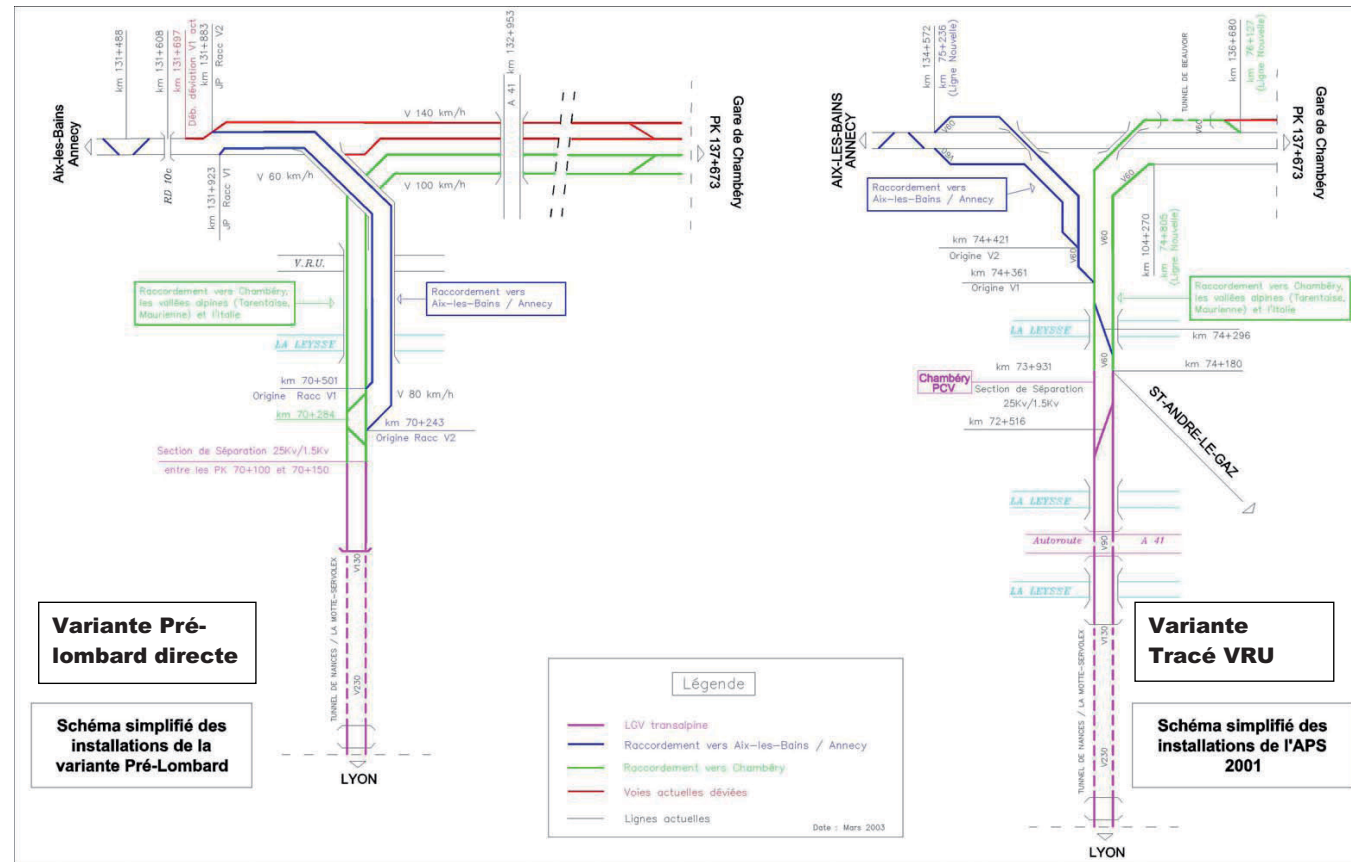 km 131+488
km 131+608
km 131+697
Déb. déviation V1 act
km 131+883
JP Racc V2
A 41 km 132+953
Aix-les-Bains
Annecy
RD 10c
km 131+923
JP Racc V1
V 60 km/h
V 140 km/h
V 100 km/h
Gare de Chambéry
PK 137+673
V.R.U.
Raccordement vers Chambéry,
les vallées alpines (Tarentaise,
Maurienne) et l'Italie
Raccordement vers
Aix-les-Bains / Annecy
LA LEYSSE
km 70+501
Origine Racc V1
V 80 km/h
km 70+284
km 70+243
Origine Racc V2
Section de Séparation 25Kv/1.5Kv
entre les PK 70+100 et 70+150
V130
TUNNEL DE NANCES / LA MOTTE-SERVOLEX
V230
LYON
Variante Pré-
lombard directe
Schéma simplifié des
installations de la
variante Pré-Lombard
Légende
LGV transalpine
Raccordement vers Aix-les-Bains / Annecy
Raccordement vers Chambéry
Voies actuelles déviées
Lignes actuelles
Date : Mars 2003
km 134+572
km 75+236
(Ligne Nouvelle)
TUNNEL DE BEAUVOIR
km 136+680
km 76+127
(Ligne Nouvelle)
AIX-LES-BAINS
ANNECY
V60
V60
V60
Gare de Chambéry
PK 137+673
Raccordement vers
Aix-les-Bains / Annecy
V60
km 104+270
km 74+805
(Ligne Nouvelle)
km 74+421
Origine V2
V60
V60
km 74+361
Origine V1
Raccordement vers Chambéry,
les vallées alpines (Tarentaise,
Maurienne) et l'Italie
LA LEYSSE
km 74+296
V60
km 73+931
km 74+180
Chambéry
PCV
Section de Séparation
25Kv/1.5Kv
km 72+516
ST-ANDRE-LE-GAZ
LA LEYSSE
Autoroute
V90
A 41
LA LEYSSE
V130
TUNNEL DE NANCES / LA MOTTE-SERVOLEX
V230
LYON
Variante
Tracé VRU
Schéma simplifié des
installations de l'APS
2001